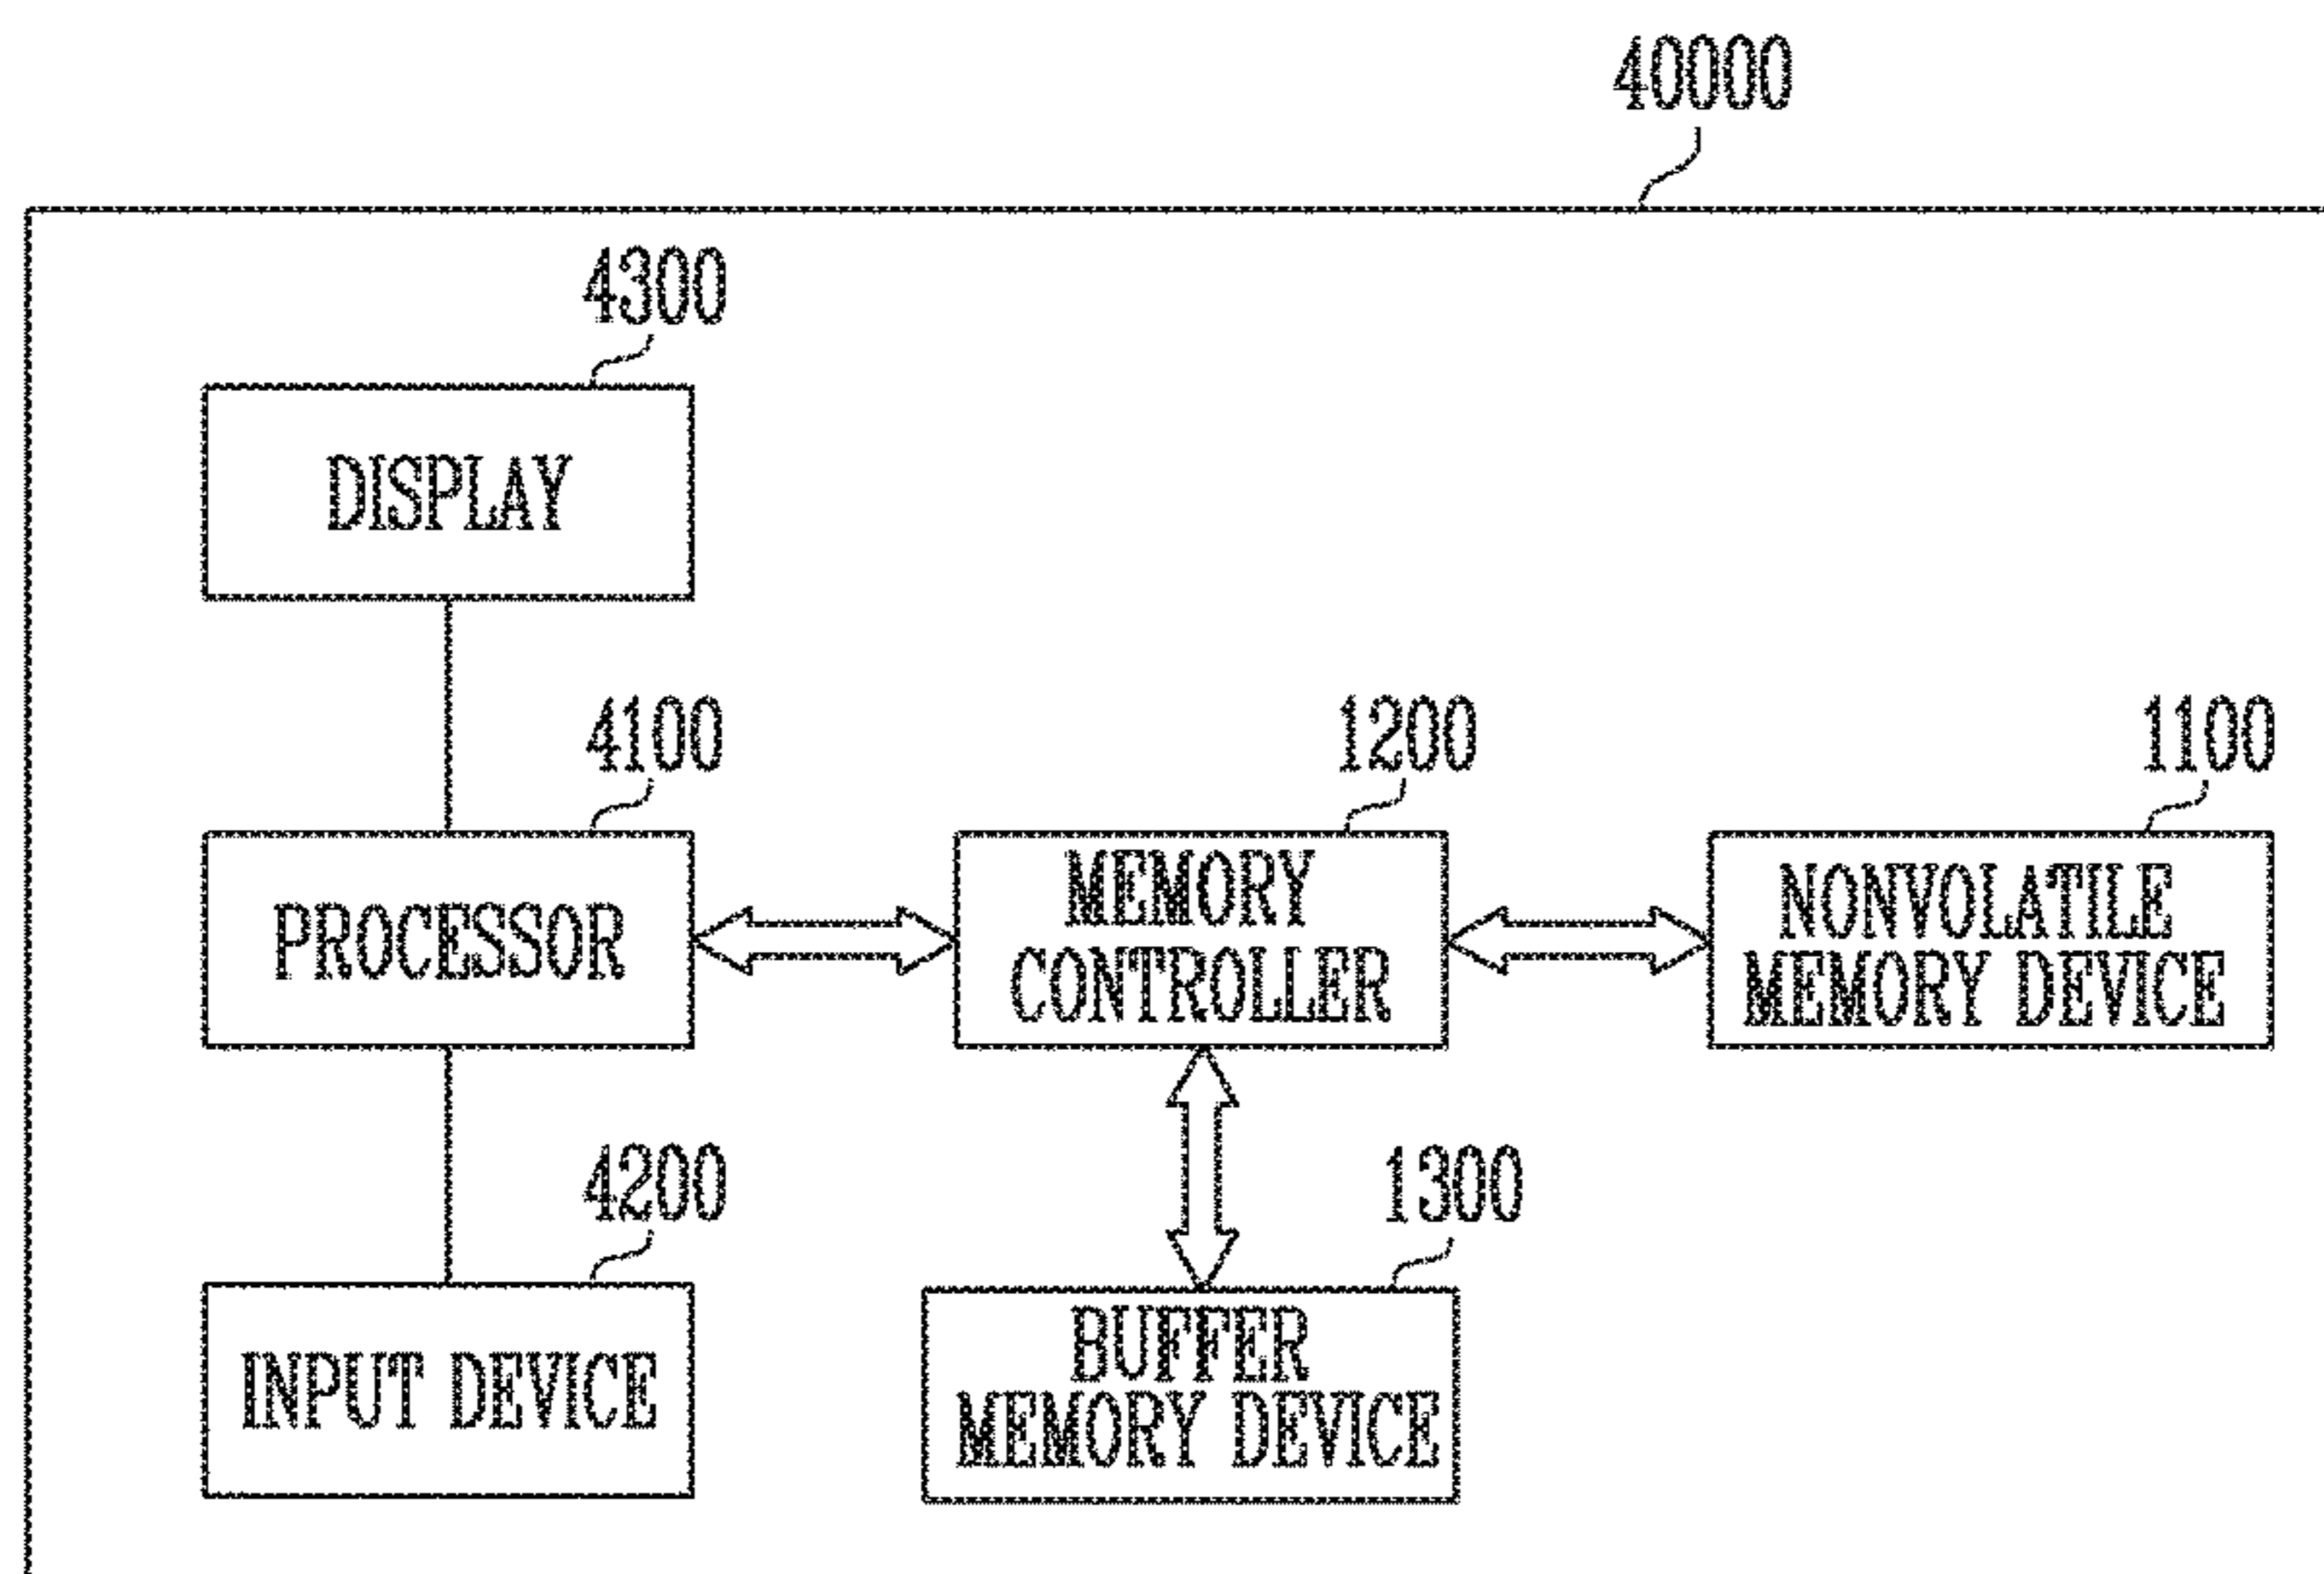 40000
4300
DISPLAY
4100
PROCESSOR
1200
MEMORY
CONTROLLER
1100
NONVOLATILE
MEMORY DEVICE
4200
INPUT DEVICE
1300
BUFFER
MEMORY DEVICE